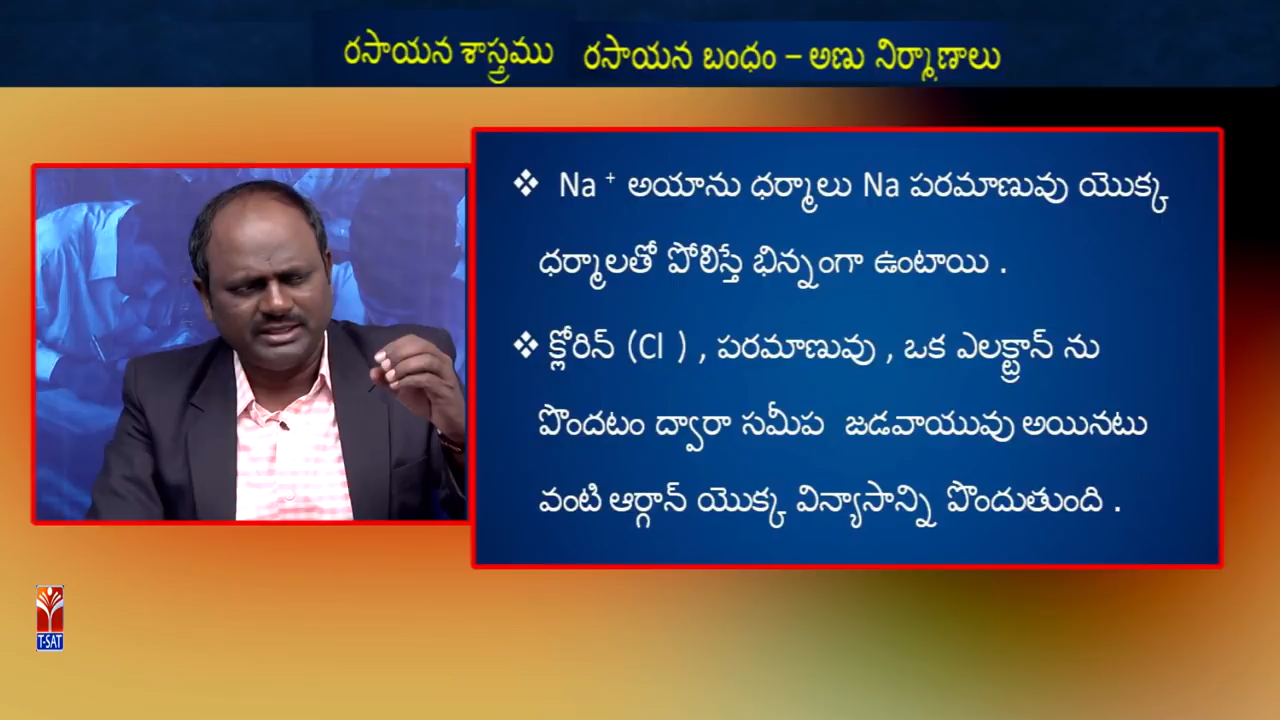 రసాయన శాస్త్రము రసాయన బంధం – అణు నిర్మాణాలు
❖ Na + అయాను ధర్మాలు Na పరమాణువు యొక్క
ధర్మాలతో పోలిస్తే భిన్నంగా ఉంటాయి .
❖ క్లోరిన్ (Cl ) , పరమాణువు , ఒక ఎలక్ట్రాన్ ను
పొందటం ద్వారా సమీప జడవాయువు అయినటు
వంటి ఆర్గాన్ యొక్క విన్యాసాన్ని పొందుతుంది .
T-SAT